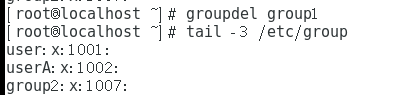 [root@localhost ~]# groupdel group1
[root@localhost ~]# tail -3 /etc/group
user:x:1001:
userA:x:1002:
group2:x:1007: